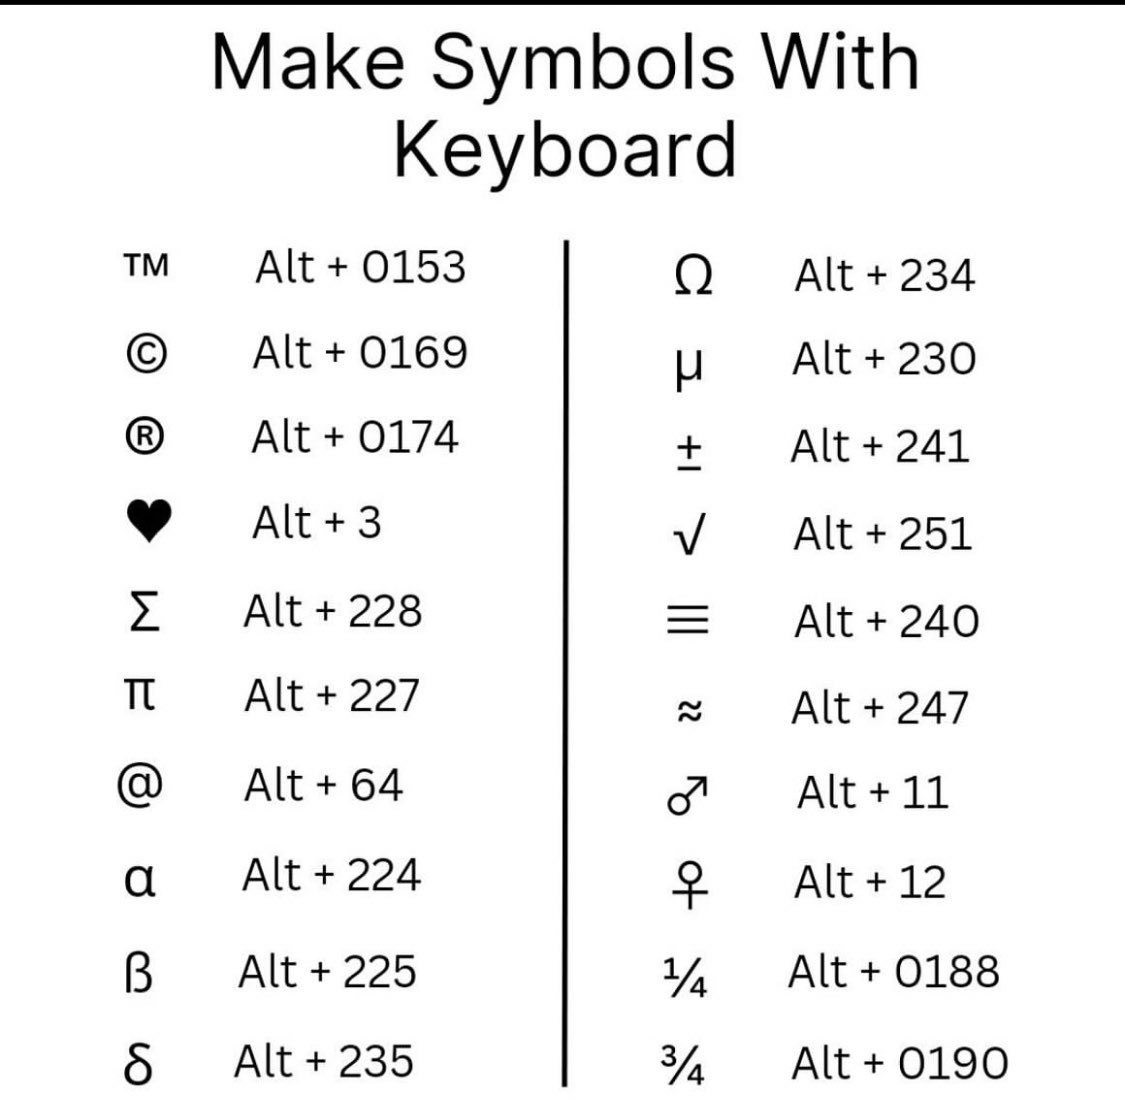 Make Symbols With
Keyboard
™ Alt + 0153
© Alt + 0169
® Alt + 0174
♥ Alt + 3
Σ Alt + 228
π Alt + 227
@ Alt + 64
α Alt + 224
ß Alt + 225
δ Alt + 235
Ω Alt + 234
µ Alt + 230
± Alt + 241
√ Alt + 251
≡ Alt + 240
≈ Alt + 247
♂ Alt + 11
♀ Alt + 12
¼ Alt + 0188
¾ Alt + 0190